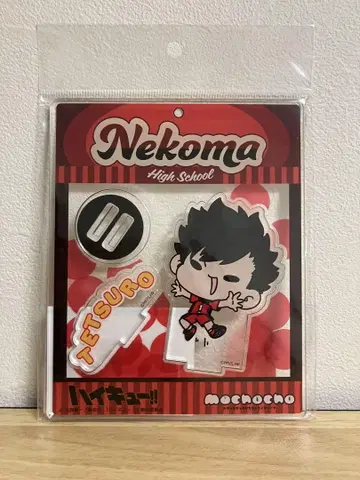 Nekoma
High School
TETSURO
ハイキュー!!
mochocho